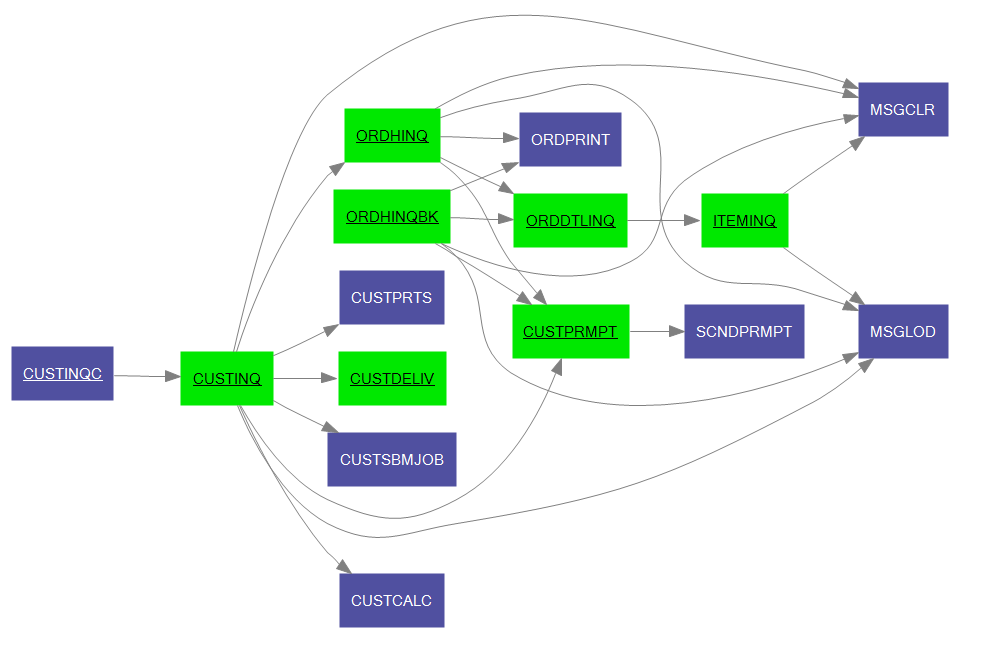 MSGCLR
ORDHINQ
ORDPRINT
ORDHINQBK
ORDDTLINQ
ITEMINQ
CUSTPRTS
CUSTPRMPT
SCNDPRMPT
MSGLOD
CUSTINQC
CUSTINQ
CUSTDELIV
CUSTSBMJOB
CUSTCALC